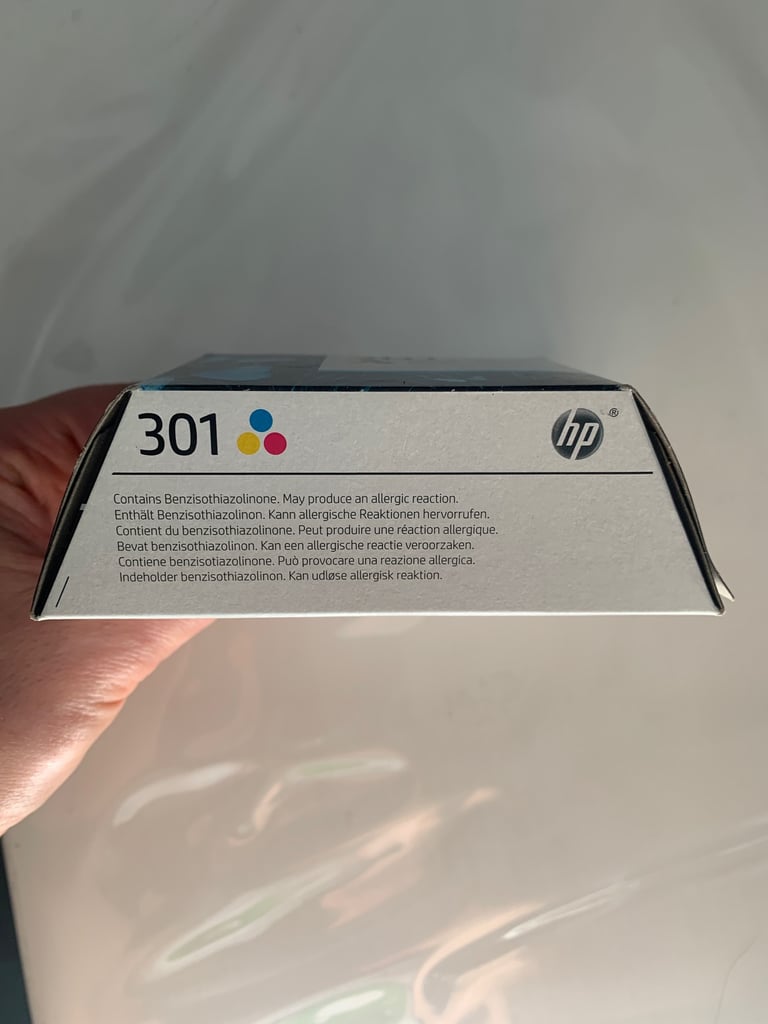 301
hp®
Contains Benzisothiazolinone. May produce an allergic reaction.
Enthält Benzisothiazolinon. Kann allergische Reaktionen hervorrufen.
Contient du benzisothiazolinone. Peut produire une réaction allergique.
Bevat benzisothiazolinon. Kan een allergische reactie veroorzaken.
Contiene benzisotiazolinone. Può provocare una reazione allergica.
Indeholder benzisothiazolinon. Kan udløse allergisk reaktion.